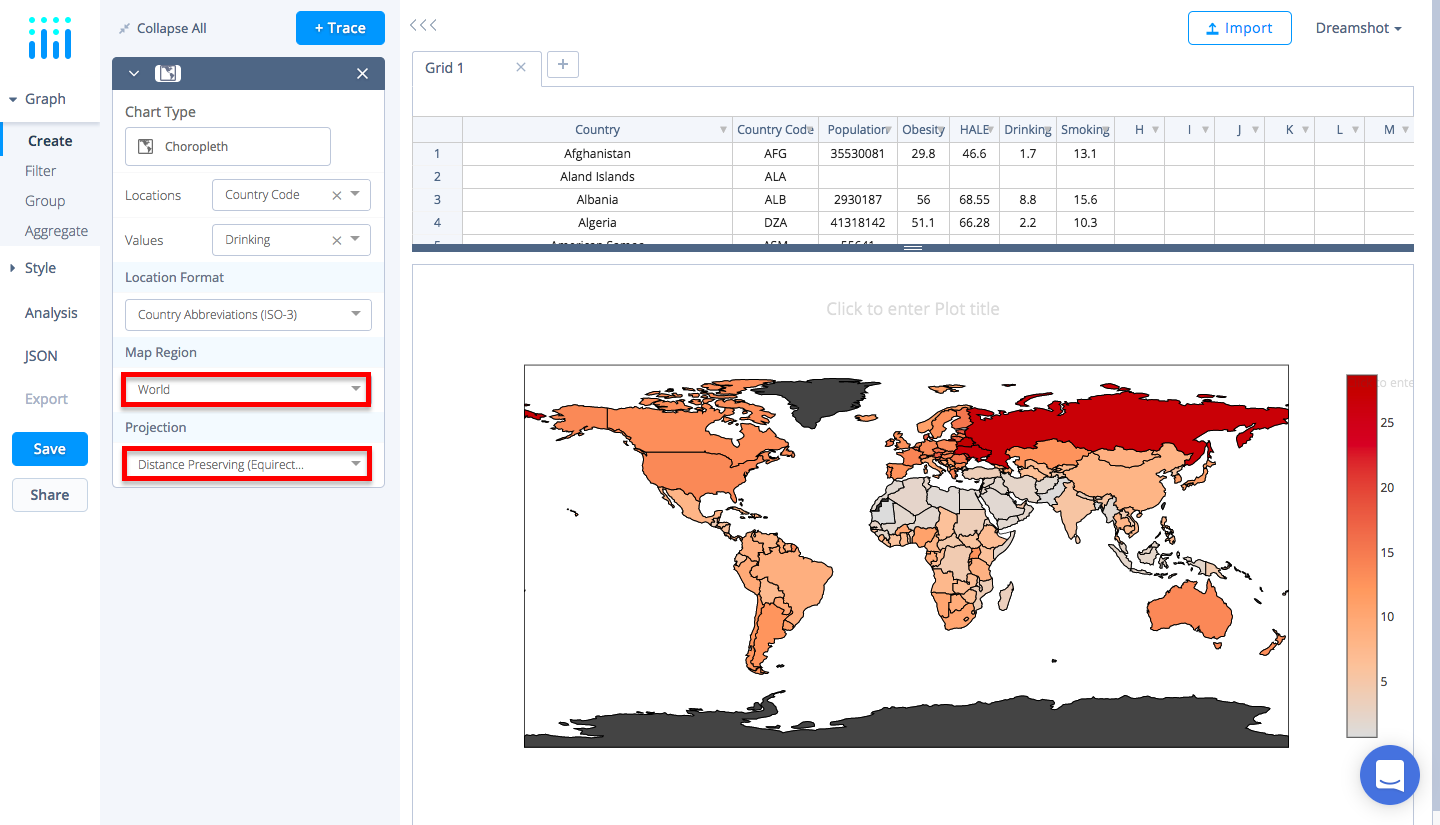 Collapse All
+ Trace
<<<
Import
Dreamshot
Graph
Create
Filter
Group
Aggregate
Style
Analysis
JSON
Export
Save
Share
Chart Type
Choropleth
Locations
Country Code
Values
Drinking
Location Format
Country Abbreviations (ISO-3)
Map Region
World
Projection
Distance Preserving (Equirect...
Grid 1
Country Country Code Population Obesity HALE Drinking Smoking H I J K L M
1 Afghanistan AFG 35530081 29.8 46.6 1.7 13.1
2 Aland Islands ALA
3 Albania ALB 2930187 56 68.55 8.8 15.6
4 Algeria DZA 41318142 51.1 66.28 2.2 10.3
5 American Samoa ASM 55641
Click to enter Plot title
to ente
25
20
15
10
5